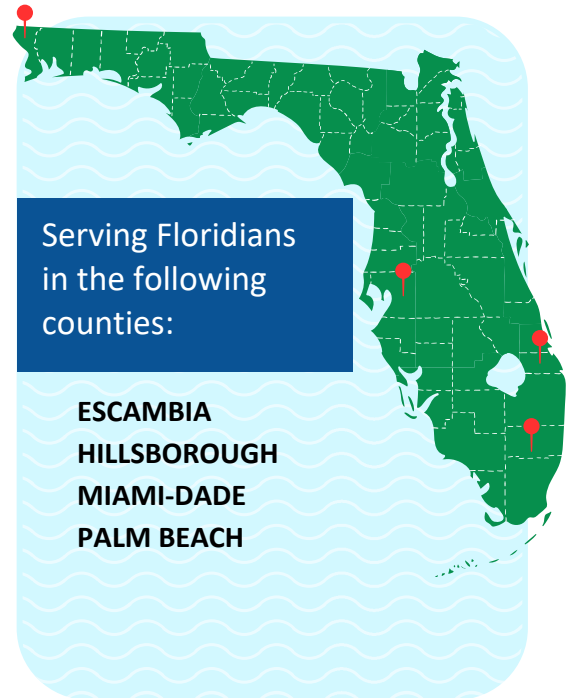 Serving Floridians
in the following
counties:
ESCAMBIA
HILLSBOROUGH
MIAMI-DADE
PALM BEACH